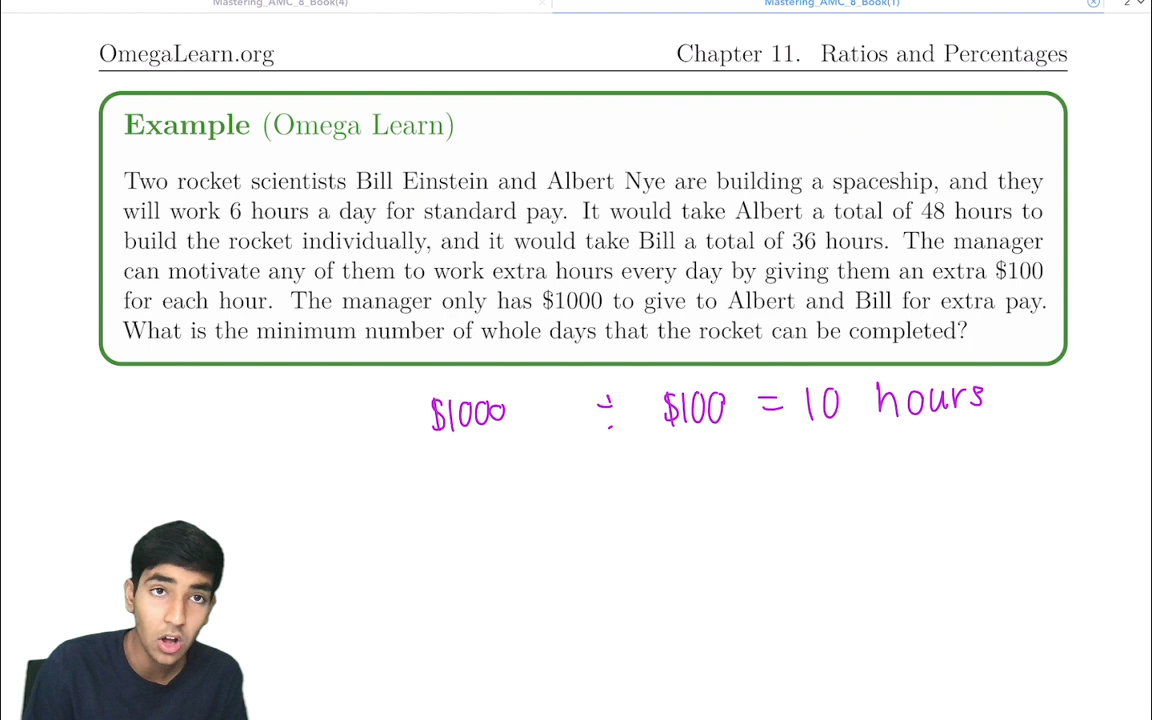 Mastering_AMC_8_Book(4)
Mastering_AMC_8_Book(1)
2
OmegaLearn.org
Chapter 11. Ratios and Percentages
Example (Omega Learn)
Two rocket scientists Bill Einstein and Albert Nye are building a spaceship, and they
will work 6 hours a day for standard pay. It would take Albert a total of 48 hours to
build the rocket individually, and it would take Bill a total of 36 hours. The manager
can motivate any of them to work extra hours every day by giving them an extra $100
for each hour. The manager only has $1000 to give to Albert and Bill for extra pay.
What is the minimum number of whole days that the rocket can be completed?
$1000 ÷ $100 = 10 hours